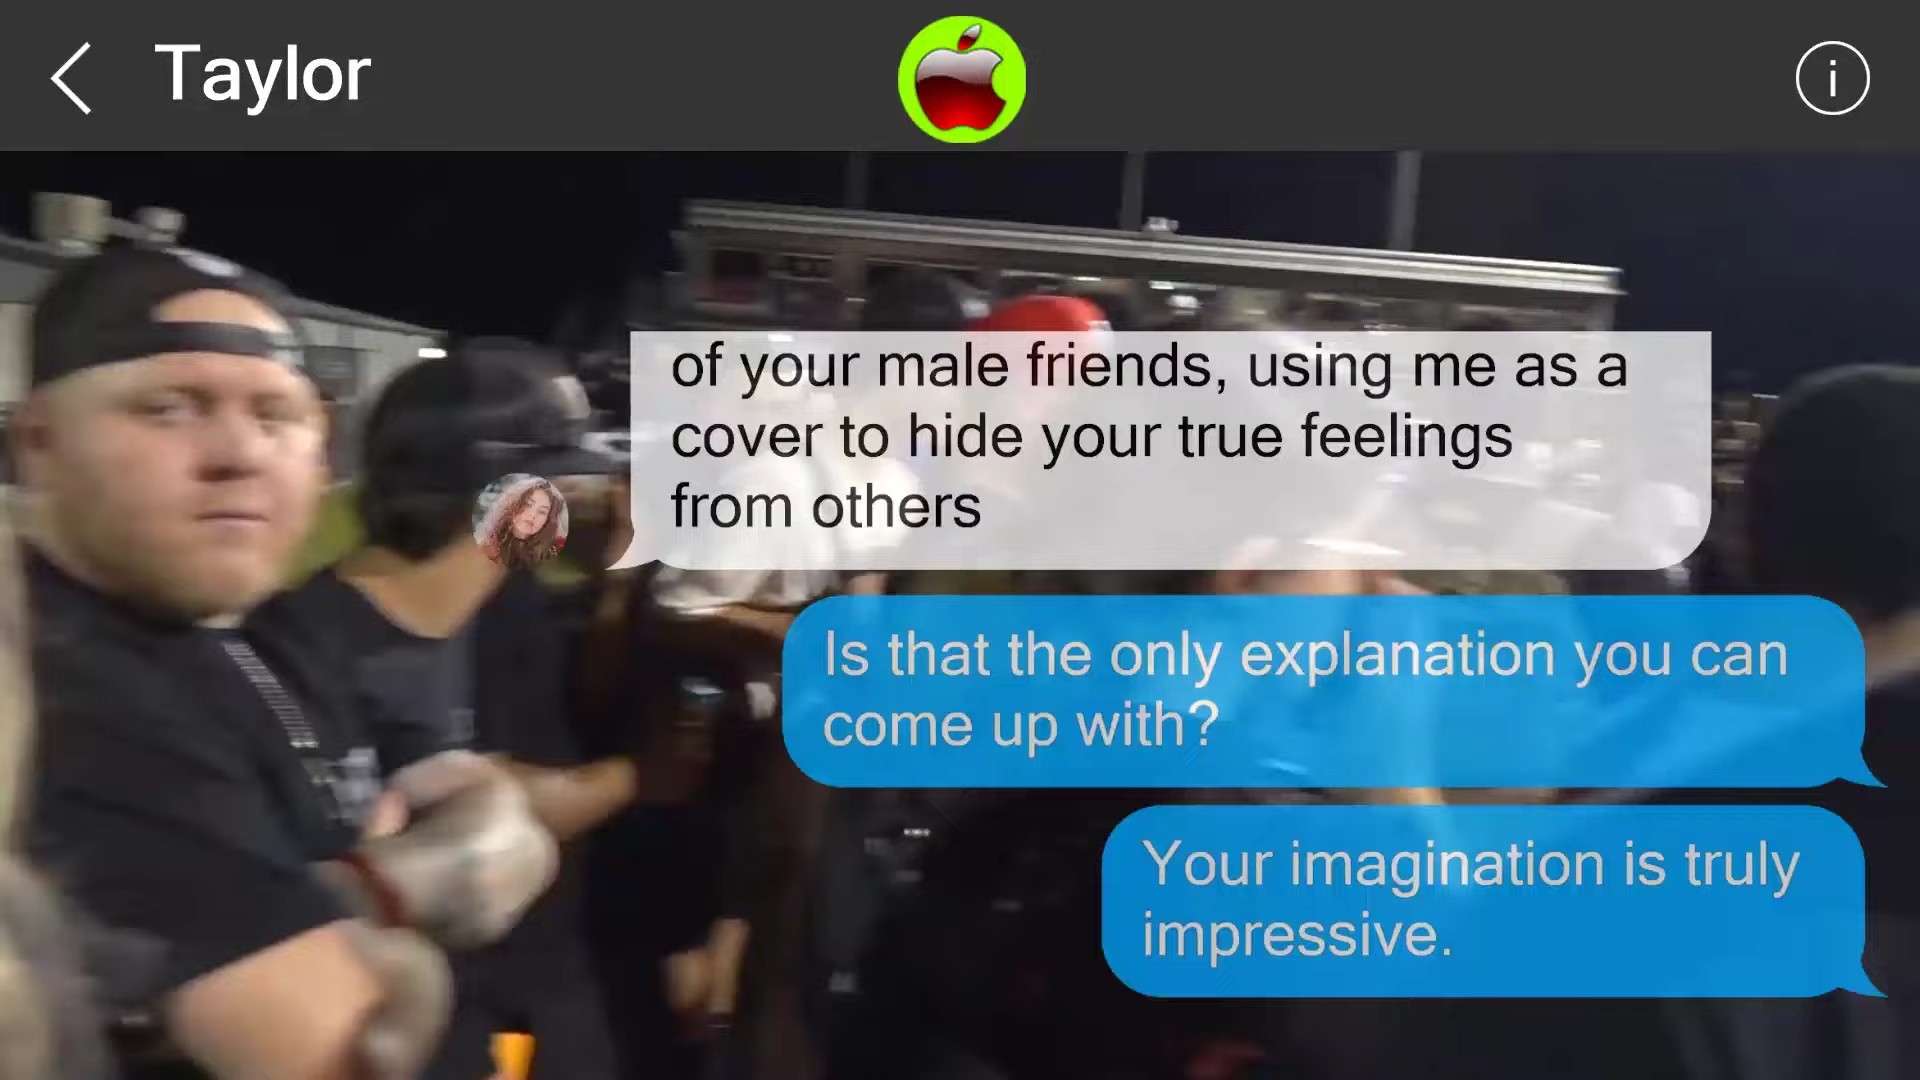 Taylor
of your male friends, using me as a
cover to hide your true feelings
from others
Is that the only explanation you can
come up with?
Your imagination is truly
impressive.